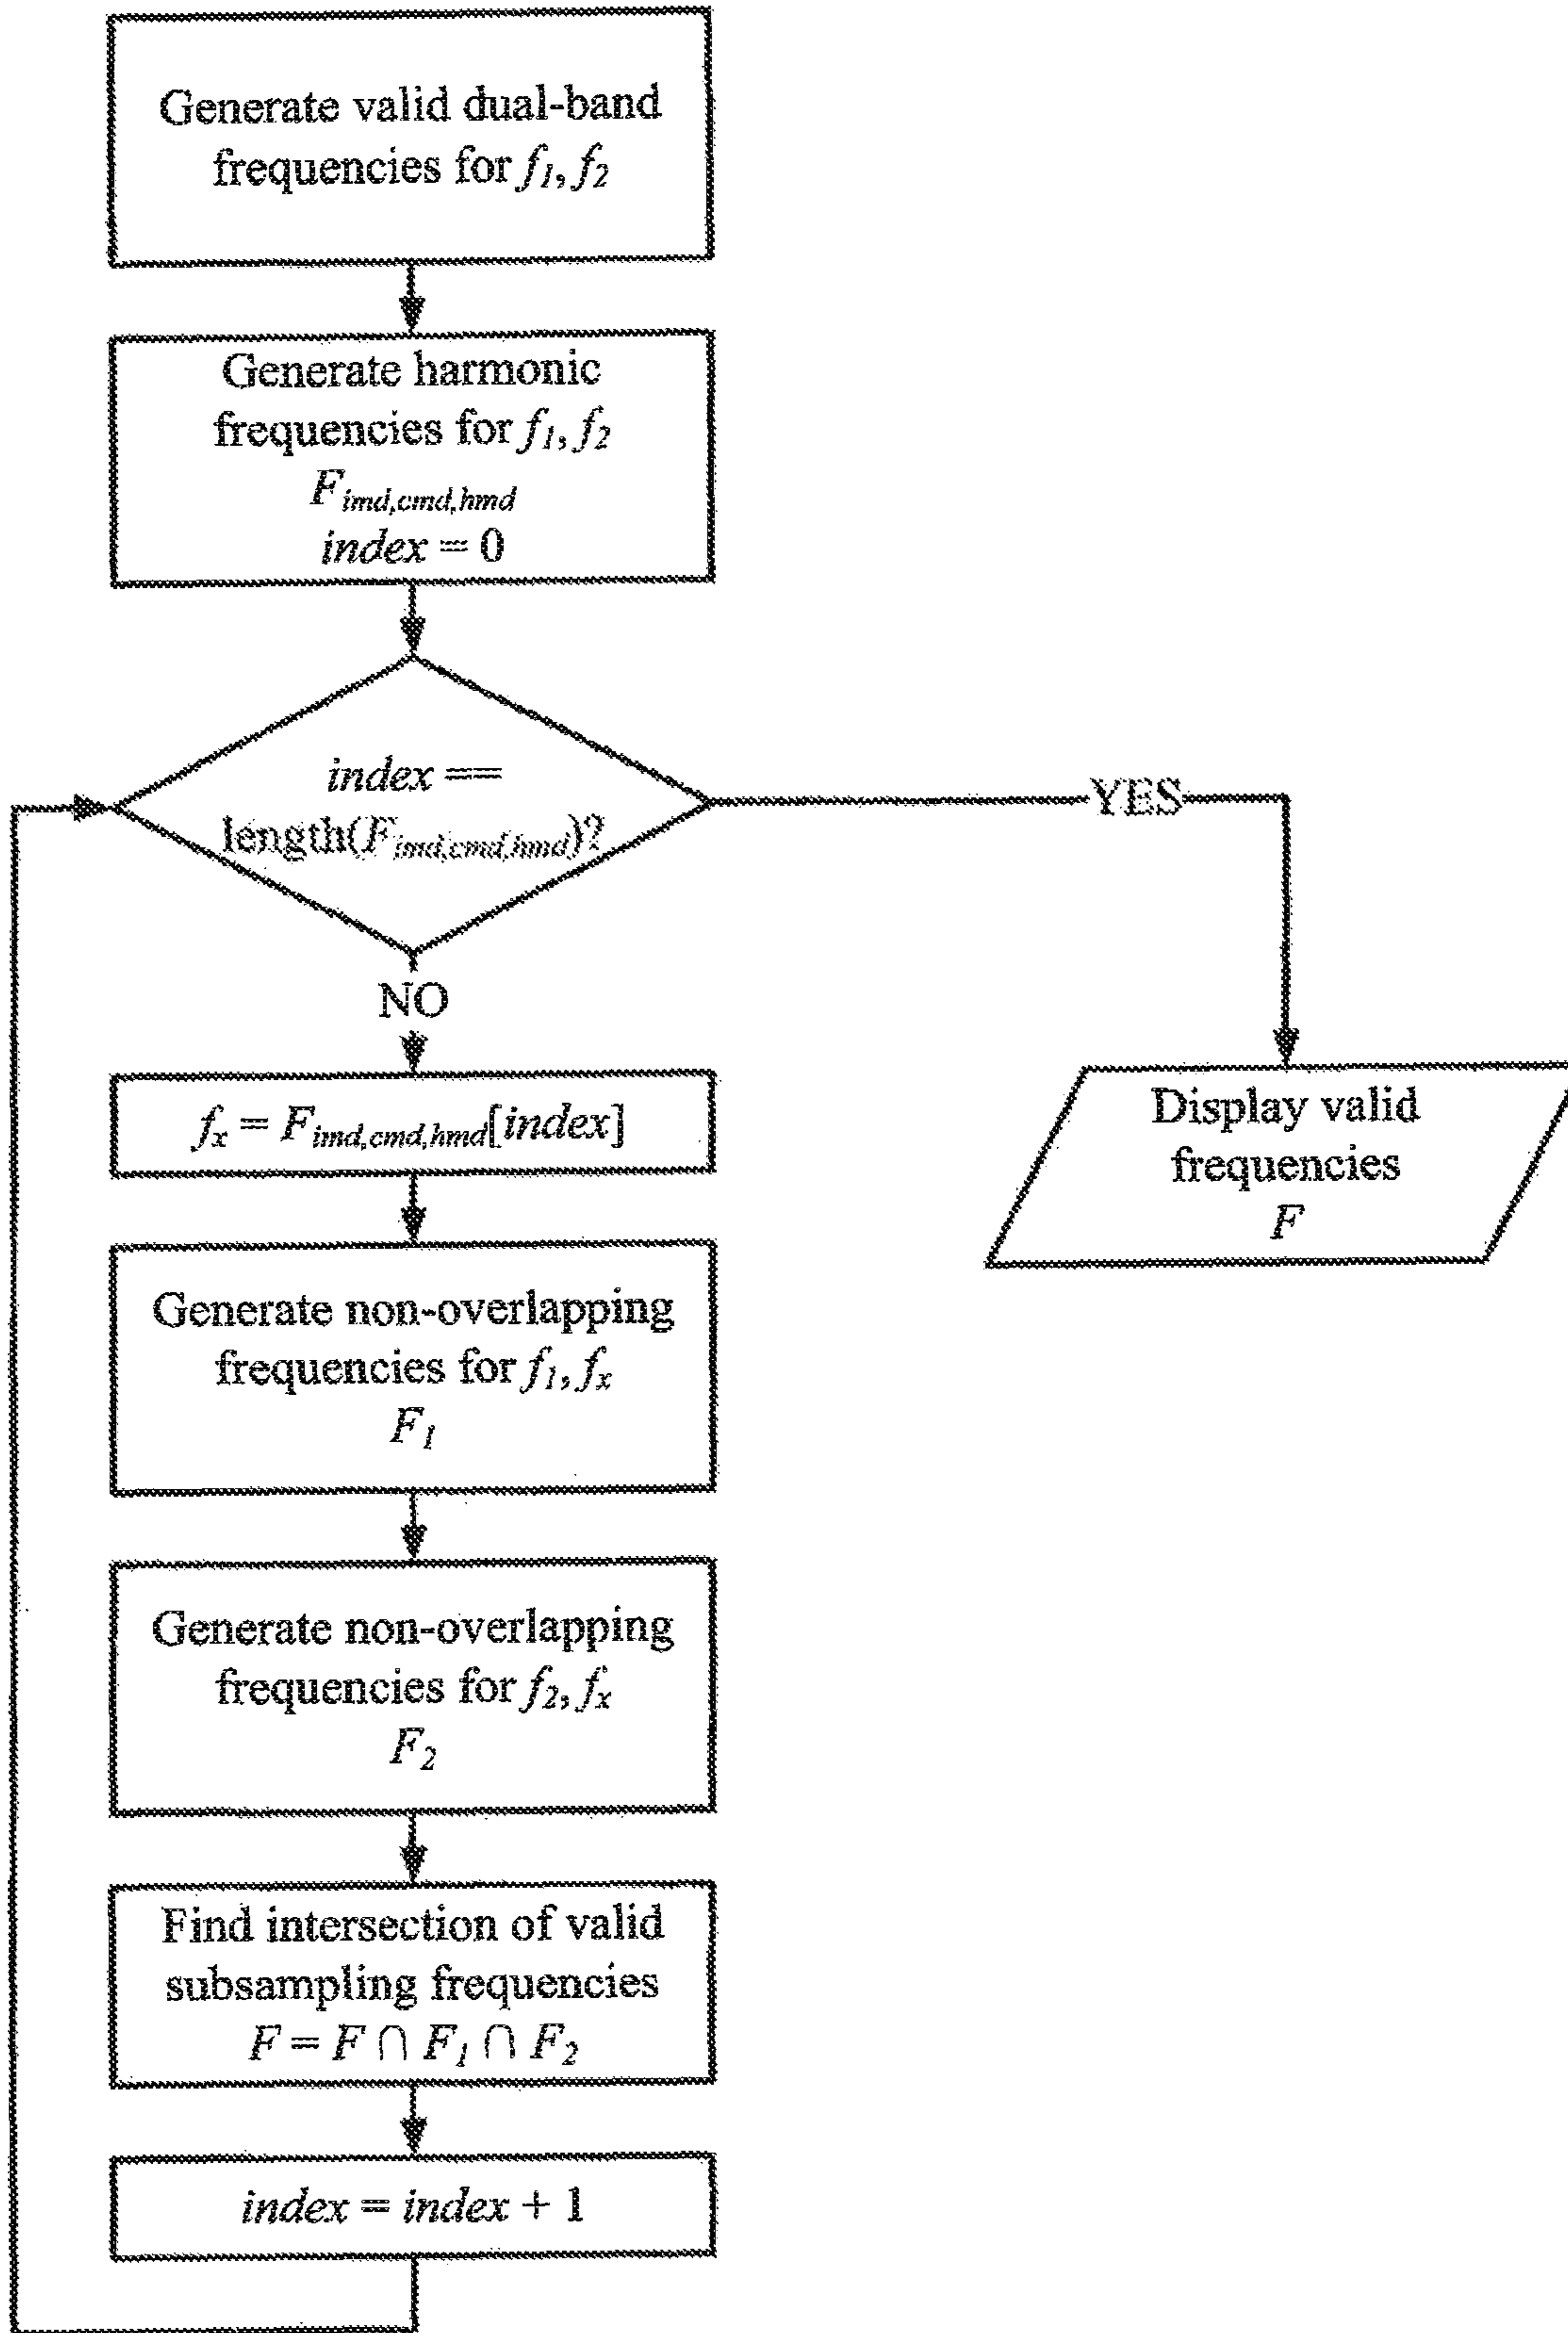 Generate valid dual-band
frequencies for f₁, f₂
Generate harmonic
frequencies for f₁, f₂
F_imd,cmd,hmd
index = 0
index ==
length(F_imd,cmd,hmd)?
YES
NO
fₓ = F_imd,cmd,hmd[index]
Display valid
frequencies
F
Generate non-overlapping
frequencies for f₁, fₓ
F₁
Generate non-overlapping
frequencies for f₂, fₓ
F₂
Find intersection of valid
subsampling frequencies
F = F ∩ F₁ ∩ F₂
index = index + 1